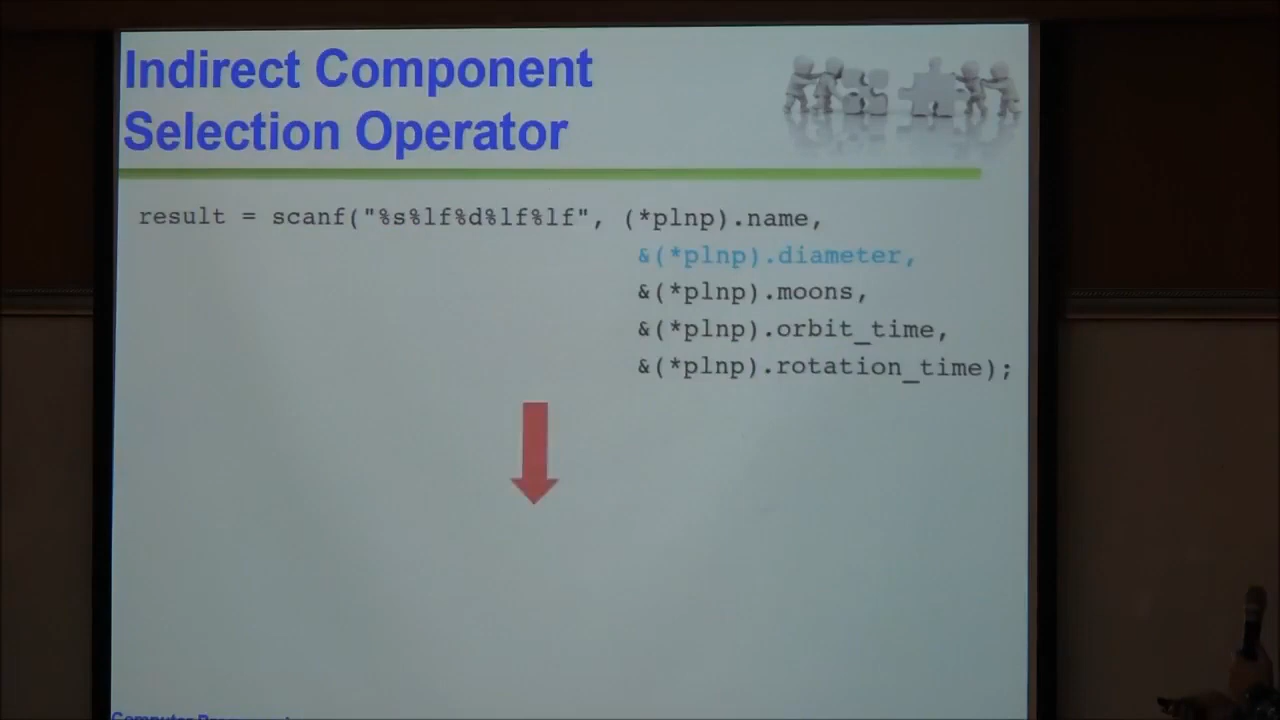 Indirect Component
Selection Operator
result = scanf("%s%lf%d%lf%lf", (*plnp).name,
&(*plnp).diameter,
&(*plnp).moons,
&(*plnp).orbit_time,
&(*plnp).rotation_time);
Computer